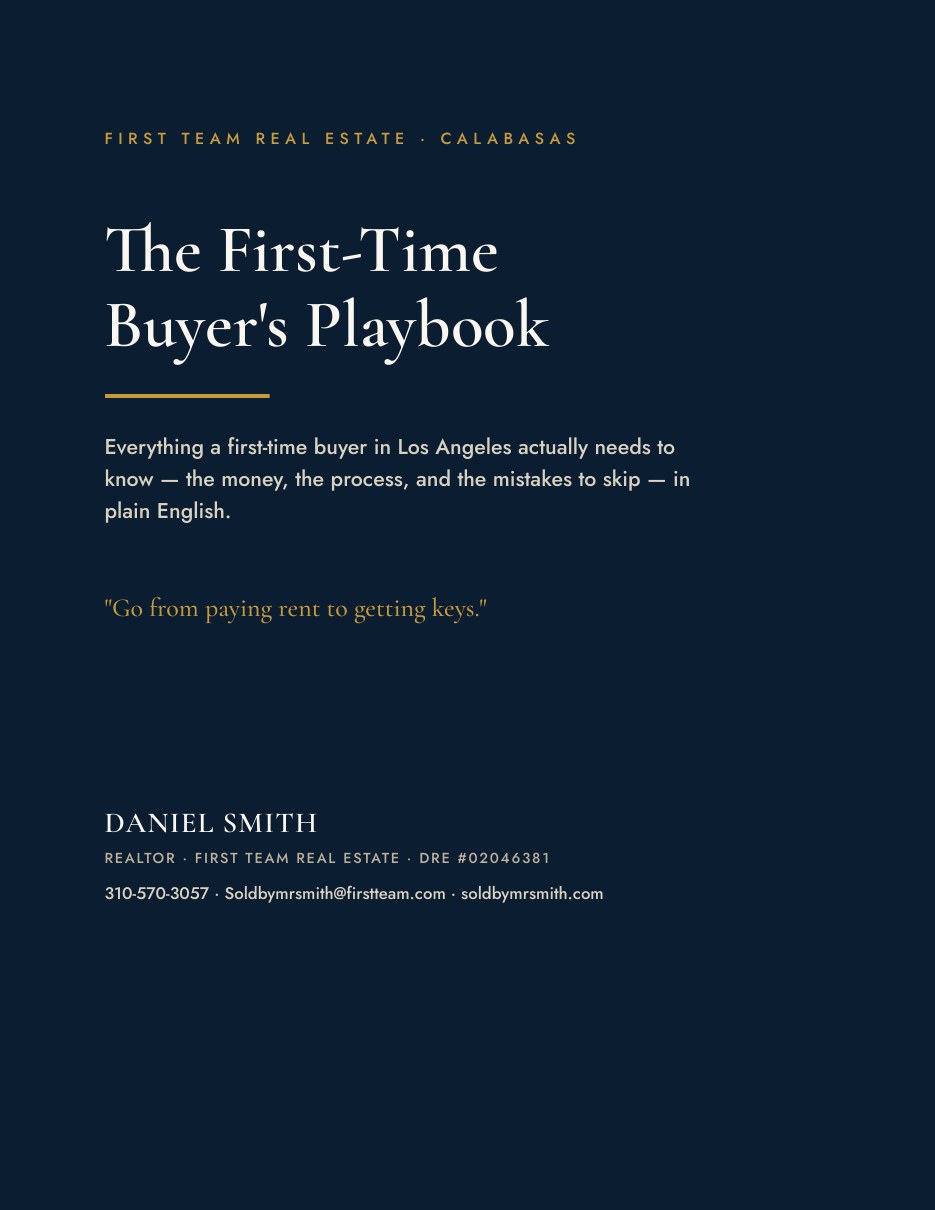 FIRST TEAM REAL ESTATE · CALABASAS
The First-Time
Buyer's Playbook
Everything a first-time buyer in Los Angeles actually needs to
know — the money, the process, and the mistakes to skip — in
plain English.
"Go from paying rent to getting keys."
DANIEL SMITH
REALTOR · FIRST TEAM REAL ESTATE · DRE #02046381
310-570-3057 · Soldbymrsmith@firstteam.com · soldbymrsmith.com